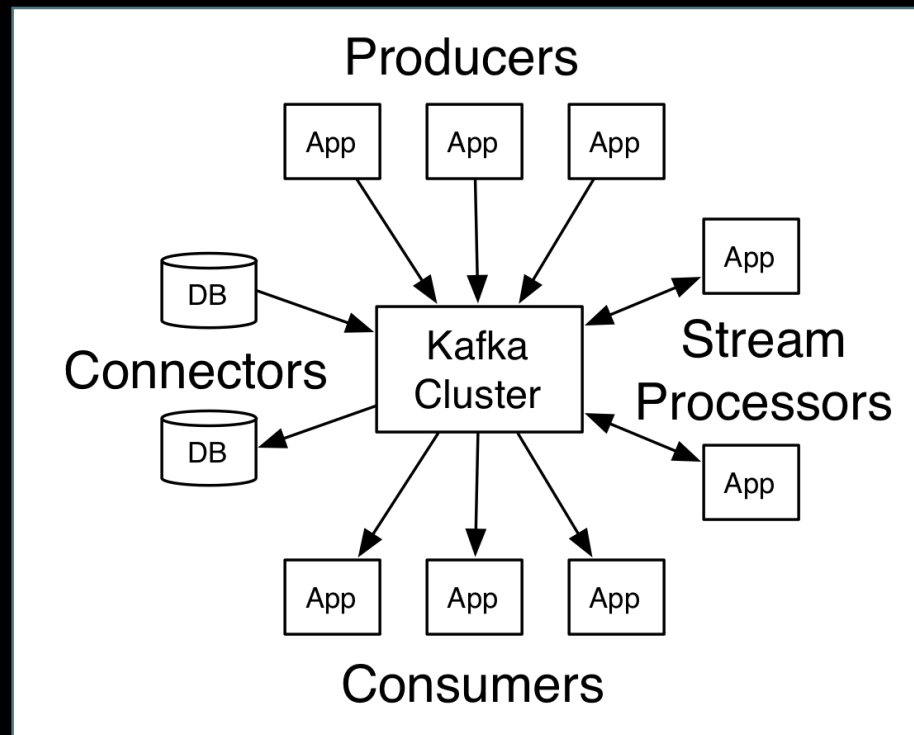 Producers
App
App
App
DB
App
Kafka
Cluster
Stream
Processors
Connectors
DB
App
App
App
App
Consumers